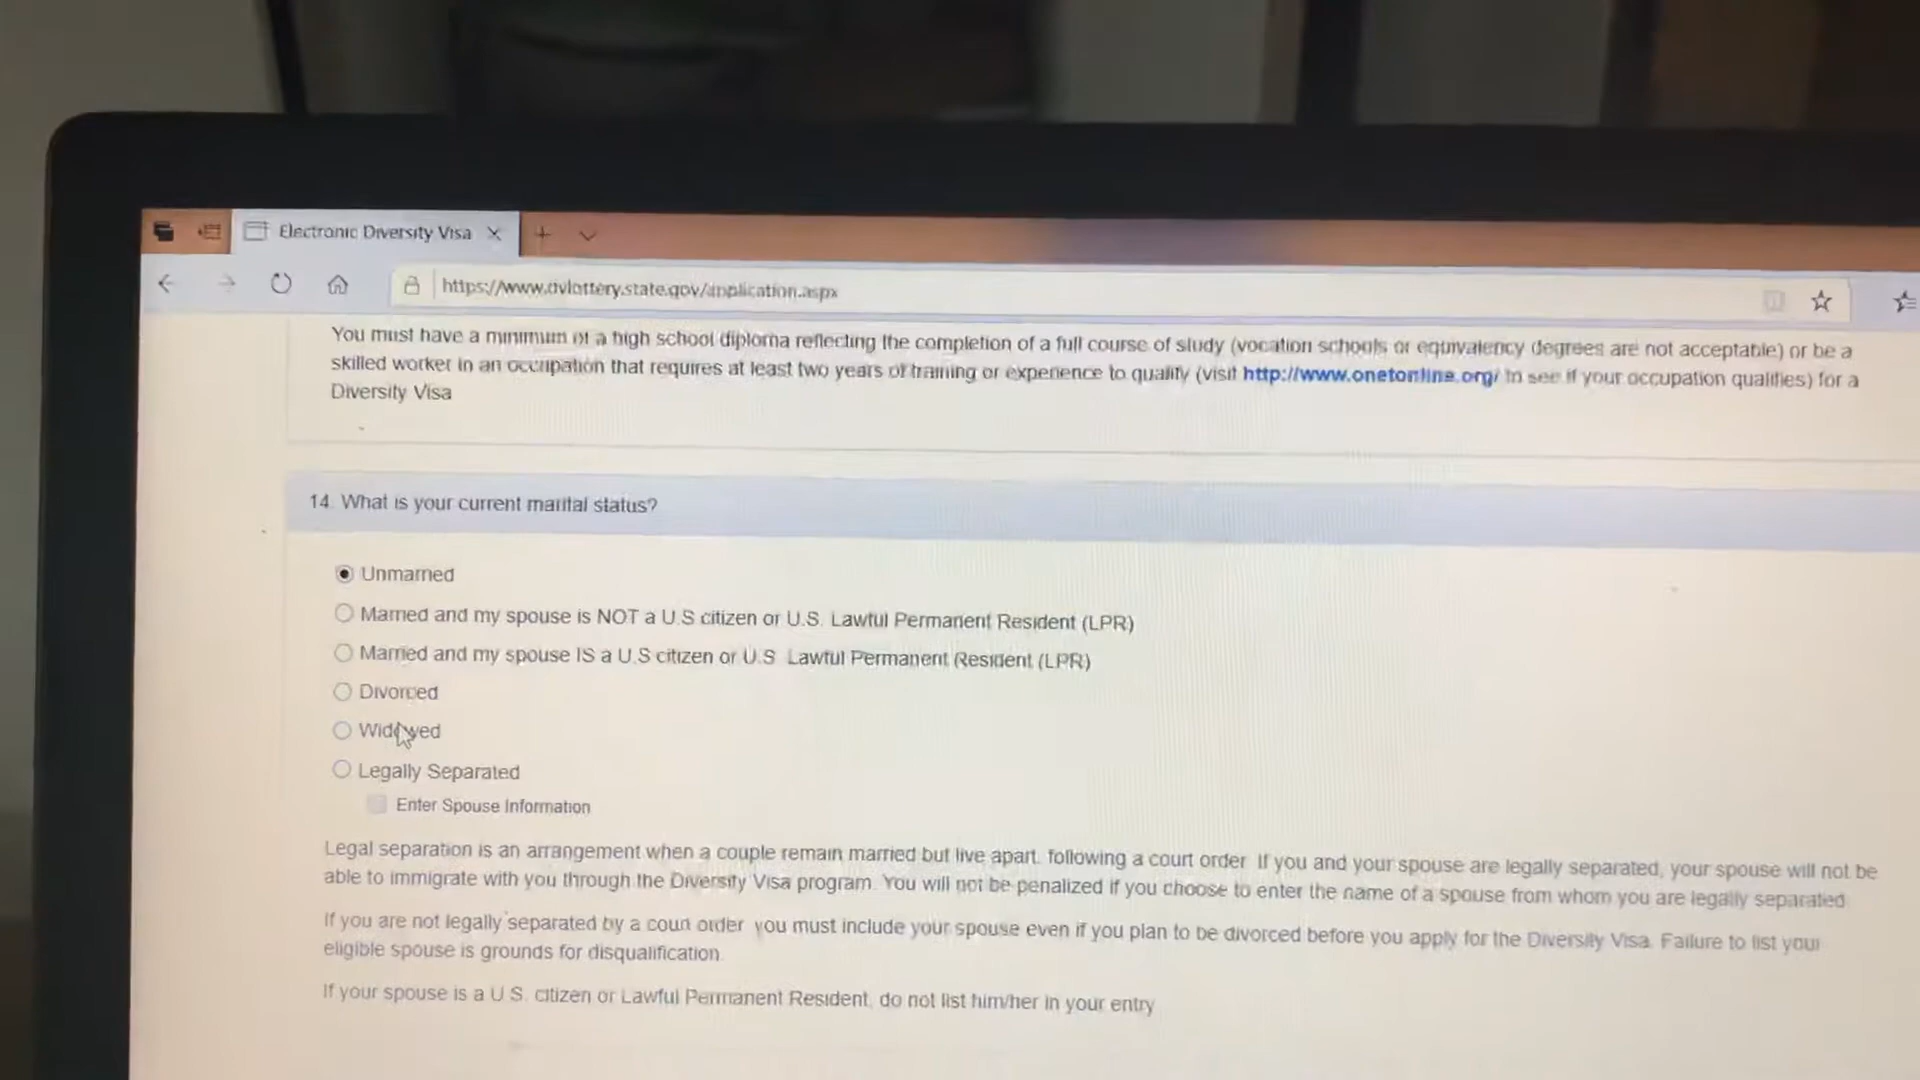 Electronic Diversity Visa
https://www.dvlottery.state.gov/application.aspx
You must have a minimum of a high school diploma reflecting the completion of a full course of study (vocation schools or equivalency degrees are not acceptable) or be a
skilled worker in an occupation that requires at least two years of training or experience to qualify (visit http://www.onetonline.org/ to see if your occupation qualifies) for a
Diversity Visa
14. What is your current marital status?
Unmarried
Married and my spouse is NOT a U.S citizen or U.S. Lawful Permanent Resident (LPR)
Married and my spouse IS a U.S citizen or U.S. Lawful Permanent Resident (LPR)
Divorced
Widowed
Legally Separated
Enter Spouse Information
Legal separation is an arrangement when a couple remain married but live apart, following a court order. If you and your spouse are legally separated, your spouse will not be
able to immigrate with you through the Diversity Visa program. You will not be penalized if you choose to enter the name of a spouse from whom you are legally separated.
If you are not legally separated by a court order, you must include your spouse even if you plan to be divorced before you apply for the Diversity Visa. Failure to list your
eligible spouse is grounds for disqualification.
If your spouse is a U.S. citizen or Lawful Permanent Resident, do not list him/her in your entry